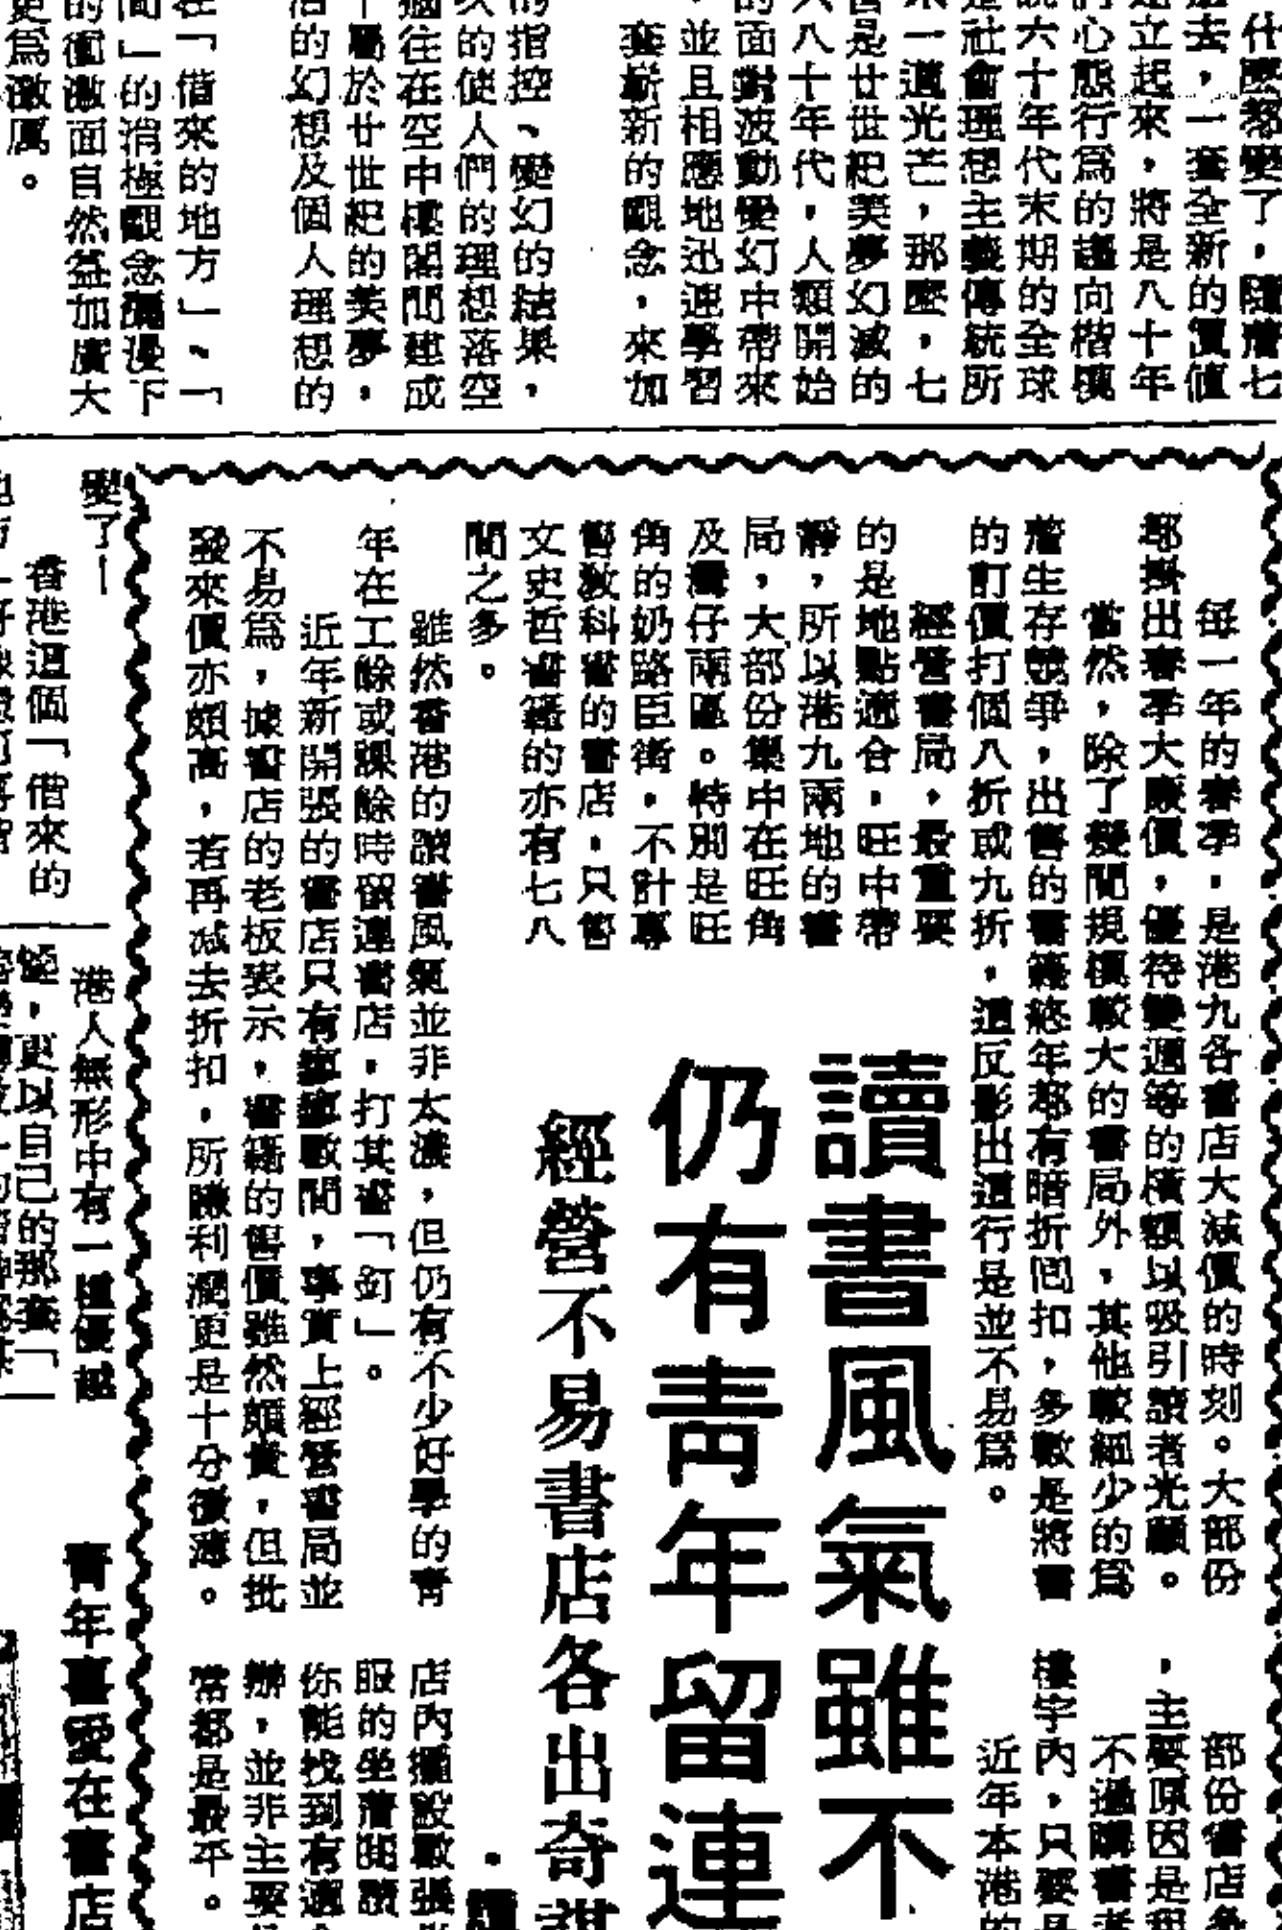 什麼都變了，隨着七
過去，一套全新的價值
建立起來，將是八十年
們心態行為的趨向楷模
說六十年代末期的全球
是社會理想主義傳統所
來一道光芒，那麼，七
者是廿世紀美夢幻滅的
入八十年代，人類開始
的面對波動變幻中帶來
，並且相應地迅速學習
套嶄新的觀念，來加
的指控、變幻的結果，
久的使人們的理想落空
過往在空中樓閣間建成
屬於廿世紀的美夢，
治的幻想及個人理想的
在「借來的地方」、「
間」的消極觀念瀰漫下
的衝激面自然益加廣大
更為激厲。
每一年的春季，是港九各書店大減價的時刻。大部份
都掛出春季大廉價，優待雙週等的橫額以吸引讀者光顧。
當然，除了幾間規模較大的書局外，其他較細少的為
着生存競爭，出售的書籍終年都有暗折回扣，多數是將書
的訂價打個八折或九折，這反影出這行是並不易為。
經營書局，最重要
的是地點適合，旺中帶
靜，所以港九兩地的書
局，大部份集中在旺角
及灣仔兩區。特別是旺
角的奶路臣街，不計專
售教科書的書店，只售
文史哲書籍的亦有七八
間之多。
讀書風氣雖不
仍有青年留連
經營不易書店各出奇謀
雖然香港的讀書風氣並非太濃，但仍有不少好學的青
年在工餘或課餘時留連書店，打其書「釘」。
近年新開張的書店只有寥寥數間，事實上經營書局並
不易為，據書店的老板表示，書籍的售價雖然頗貴，但批
發來價亦頗高，若再減去折扣，所賺利潤更是十分微薄。
部份書店
，主要原因是
不過購書者
樓宇內，只要是
近年本港的
店內擺設數張
服的坐着閱讀
你能找到有適
辦，並非主要
常都是最平。
變了—
香港這個「借來的
港人無形中有一種優越
，更以自己的那套「
青年喜愛在書店